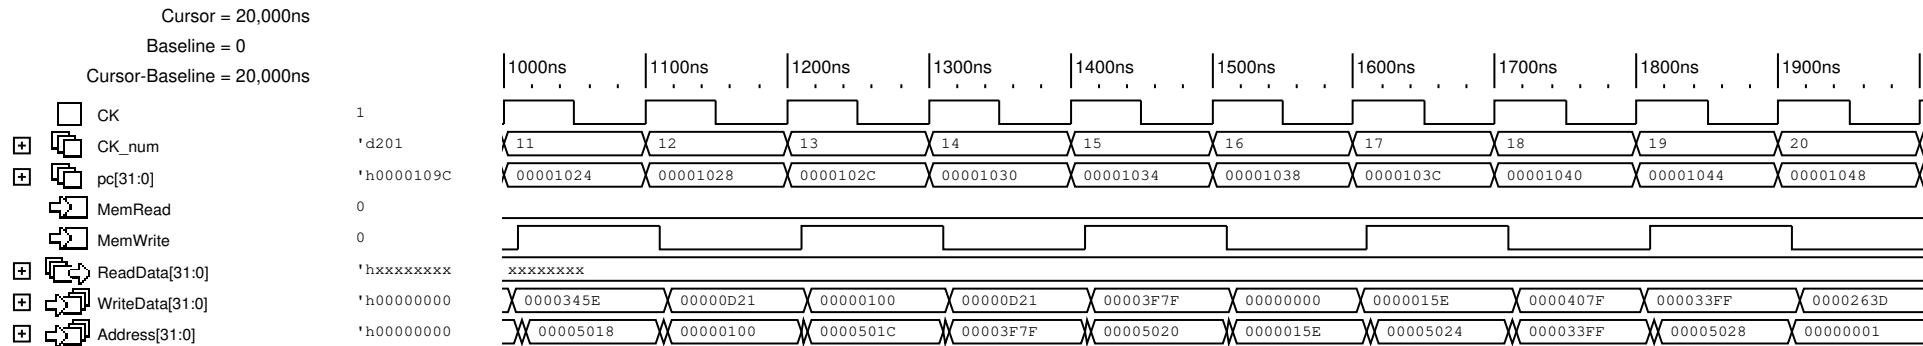 Cursor = 20,000ns
Baseline = 0
Cursor-Baseline = 20,000ns
1000ns 1100ns 1200ns 1300ns 1400ns 1500ns 1600ns 1700ns 1800ns 1900ns
CK 1
CK_num 'd201 11 12 13 14 15 16 17 18 19 20
pc[31:0] 'h0000109C 00001024 00001028 0000102C 00001030 00001034 00001038 0000103C 00001040 00001044 00001048
MemRead 0
MemWrite 0
ReadData[31:0] 'hxxxxxxxx xxxxxxxx
WriteData[31:0] 'h00000000 0000345E 00000D21 00000100 00000D21 00003F7F 00000000 0000015E 0000407F 000033FF 0000263D
Address[31:0] 'h00000000 00005018 00000100 0000501C 00003F7F 00005020 0000015E 00005024 000033FF 00005028 00000001